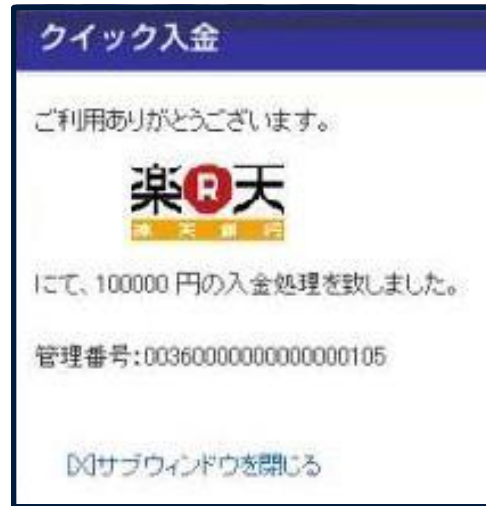 クイック入金
ご利用ありがとうございます。
楽R天
楽天銀行
にて、100000 円の入金処理を致しました。
管理番号:00360000000000000105
[X]サブウィンドウを閉じる